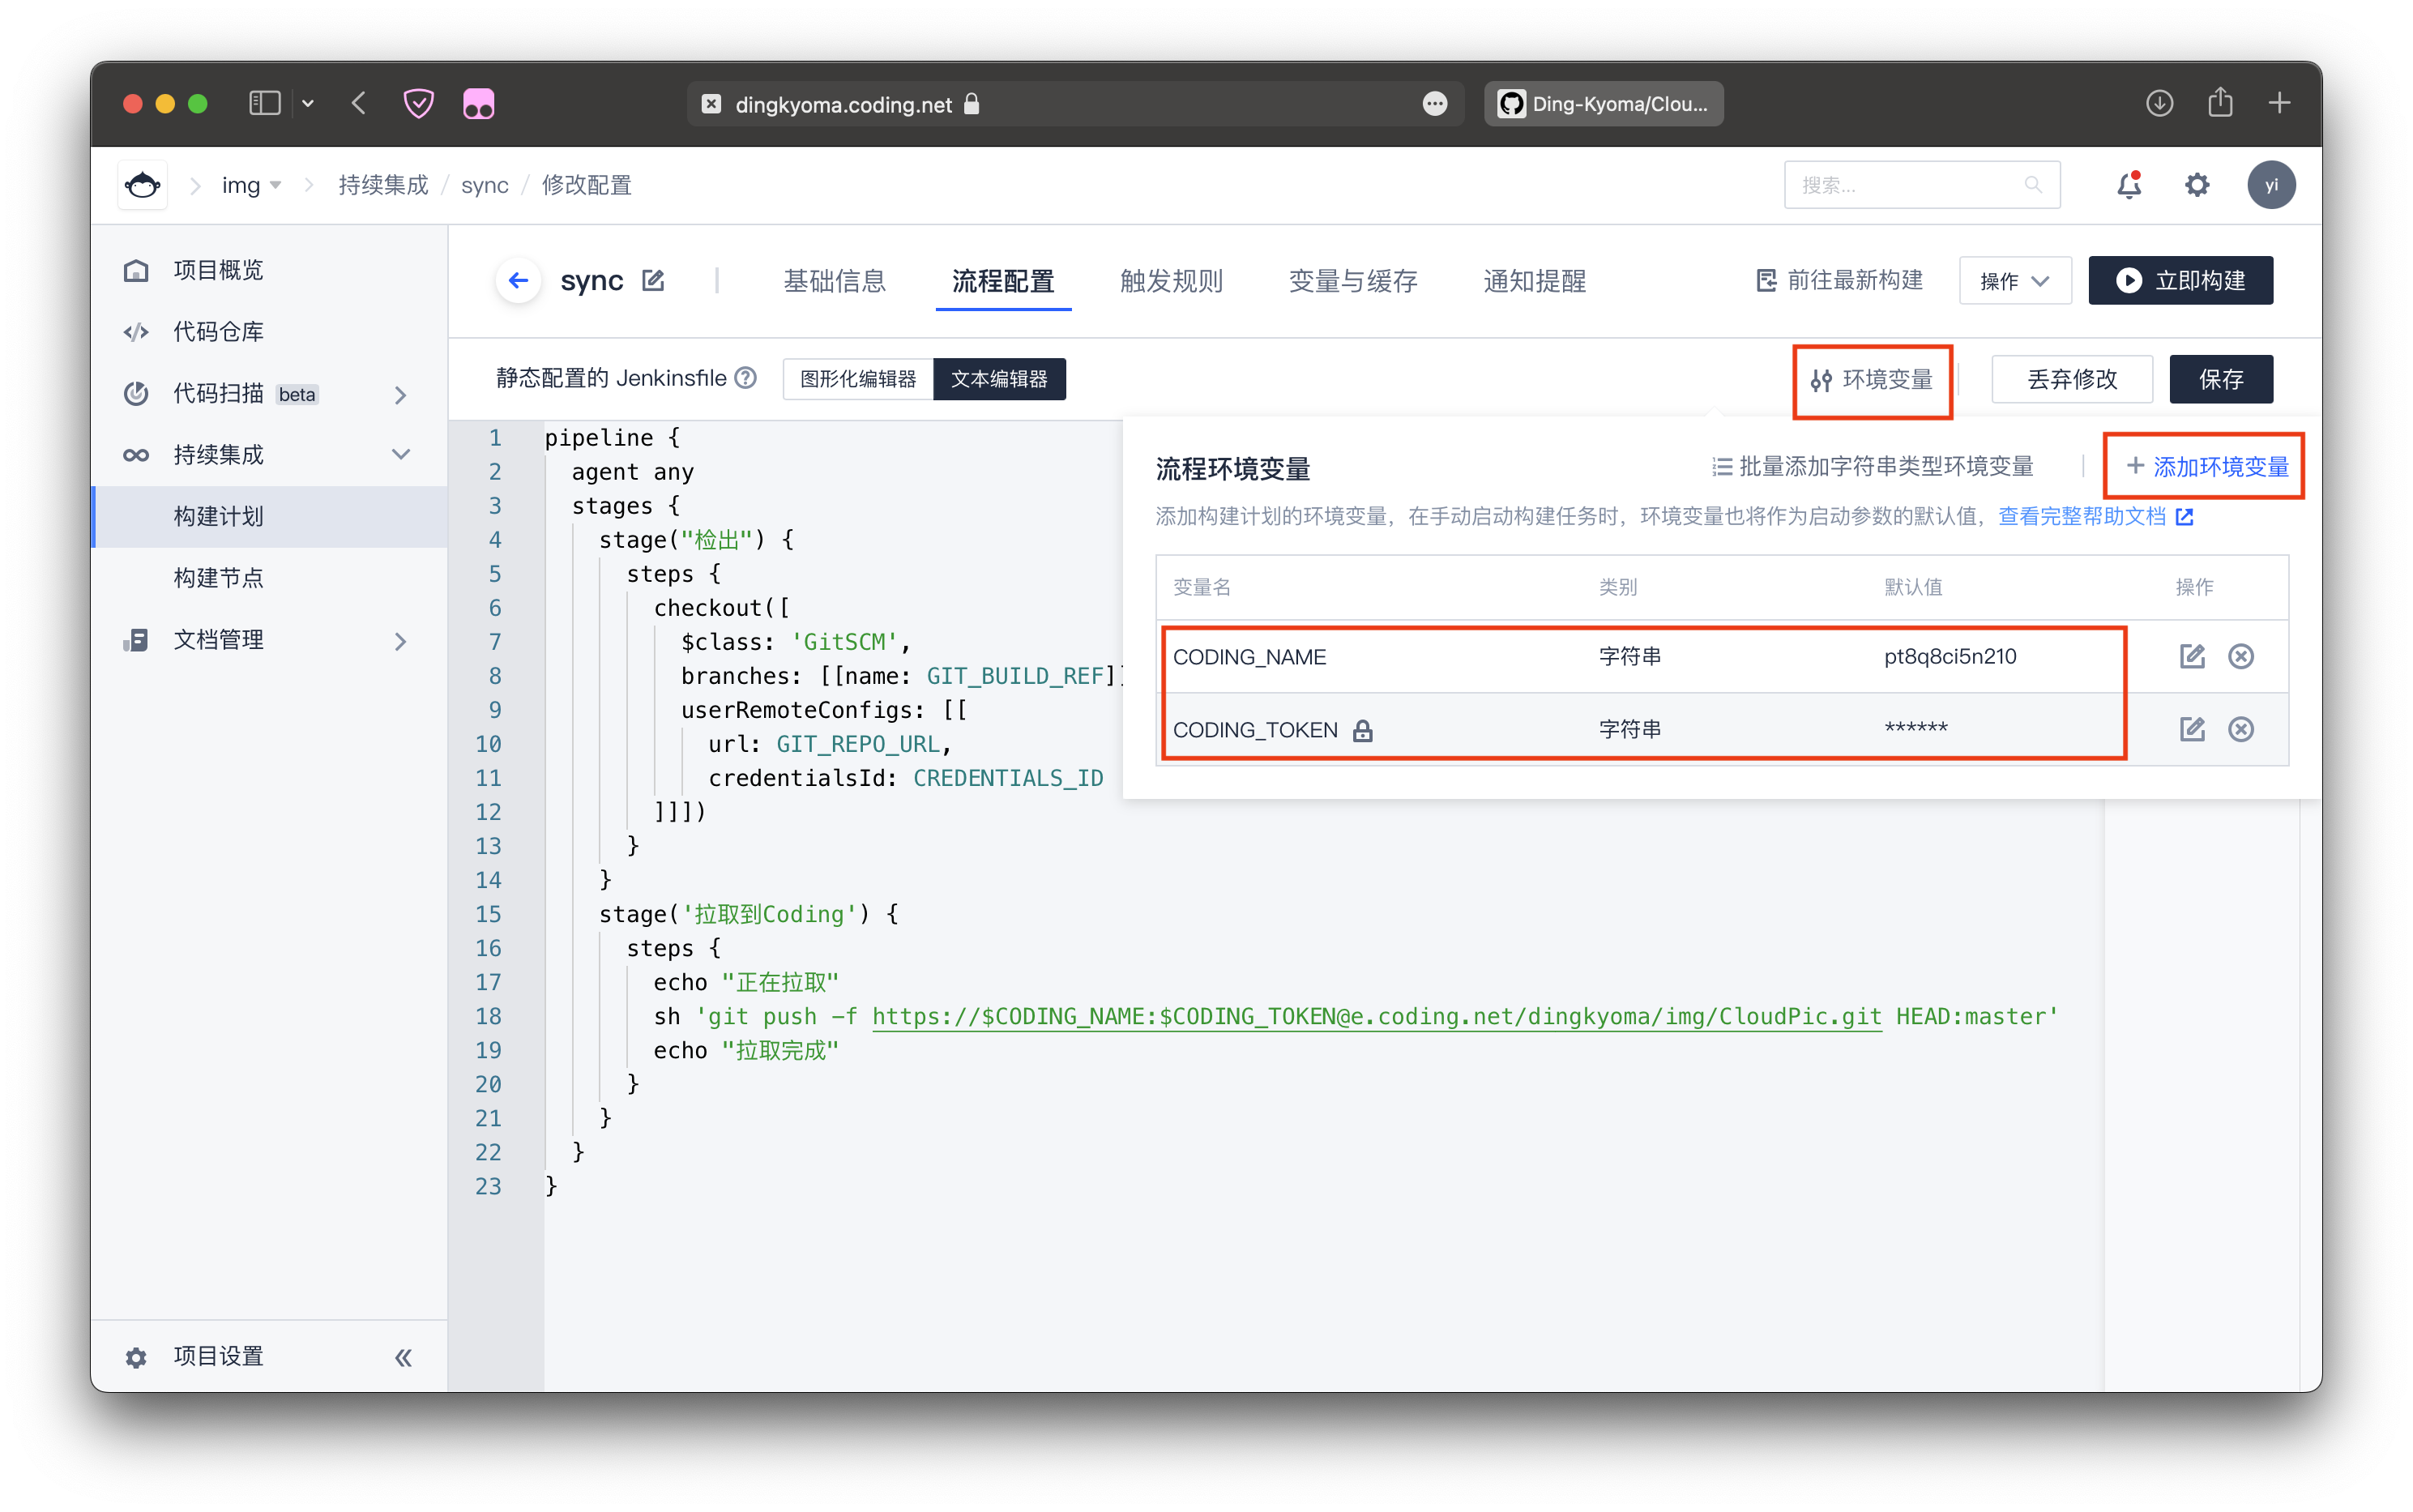 dingkyoma.coding.net
Ding-Kyoma/Clou...
img
持续集成 / sync / 修改配置
搜索...
yi
项目概览
代码仓库
代码扫描 beta
持续集成
构建计划
构建节点
文档管理
项目设置
sync
基础信息
流程配置
触发规则
变量与缓存
通知提醒
前往最新构建
操作
立即构建
静态配置的 Jenkinsfile
图形化编辑器
文本编辑器
环境变量
丢弃修改
保存
流程环境变量
批量添加字符串类型环境变量
+ 添加环境变量
添加构建计划的环境变量，在手动启动构建任务时，环境变量也将作为启动参数的默认值，查看完整帮助文档
变量名 类别 默认值 操作
CODING_NAME 字符串 pt8q8ci5n210
CODING_TOKEN 字符串 ******
1 pipeline {
2 agent any
3 stages {
4 stage("检出") {
5 steps {
6 checkout([
7 $class: 'GitSCM',
8 branches: [[name: GIT_BUILD_REF]]
9 userRemoteConfigs: [[
10 url: GIT_REPO_URL,
11 credentialsId: CREDENTIALS_ID
12 ]]])
13 }
14 }
15 stage('拉取到Coding') {
16 steps {
17 echo "正在拉取"
18 sh 'git push -f https://$CODING_NAME:$CODING_TOKEN@e.coding.net/dingkyoma/img/CloudPic.git HEAD:master'
19 echo "拉取完成"
20 }
21 }
22 }
23 }